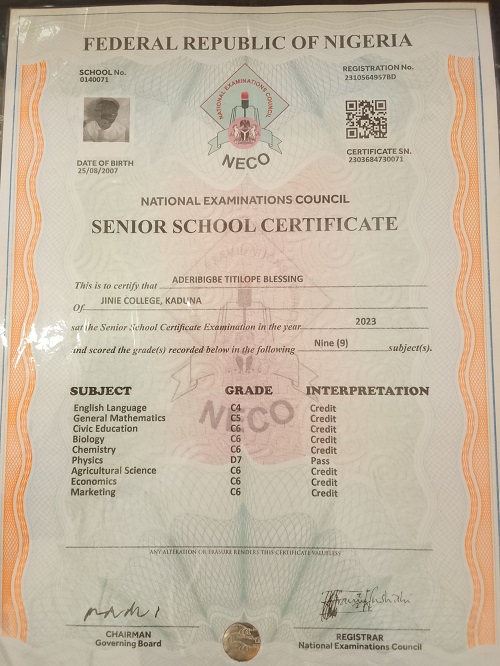 FEDERAL REPUBLIC OF NIGERIA
SCHOOL No.
0140071
REGISTRATION No.
2310564957BD
NATIONAL EXAMINATIONS COUNCIL
NECO
DATE OF BIRTH
25/08/2007
CERTIFICATE SN.
2303684730071
NATIONAL EXAMINATIONS COUNCIL
SENIOR SCHOOL CERTIFICATE
This is to certify that ADERIBIGBE TITILOPE BLESSING
Of JINIE COLLEGE, KADUNA
sat the Senior School Certificate Examination in the year 2023
and scored the grade(s) recorded below in the following Nine (9) subject(s).
SUBJECT GRADE INTERPRETATION
English Language C4 Credit
General Mathematics C5 Credit
Civic Education C6 Credit
Biology C6 Credit
Chemistry C6 Credit
Physics D7 Pass
Agricultural Science C6 Credit
Economics C6 Credit
Marketing C6 Credit
NECO
ANY ALTERATION OR ERASURE RENDERS THIS CERTIFICATE VALUELESS
CHAIRMAN
Governing Board
REGISTRAR
National Examinations Council